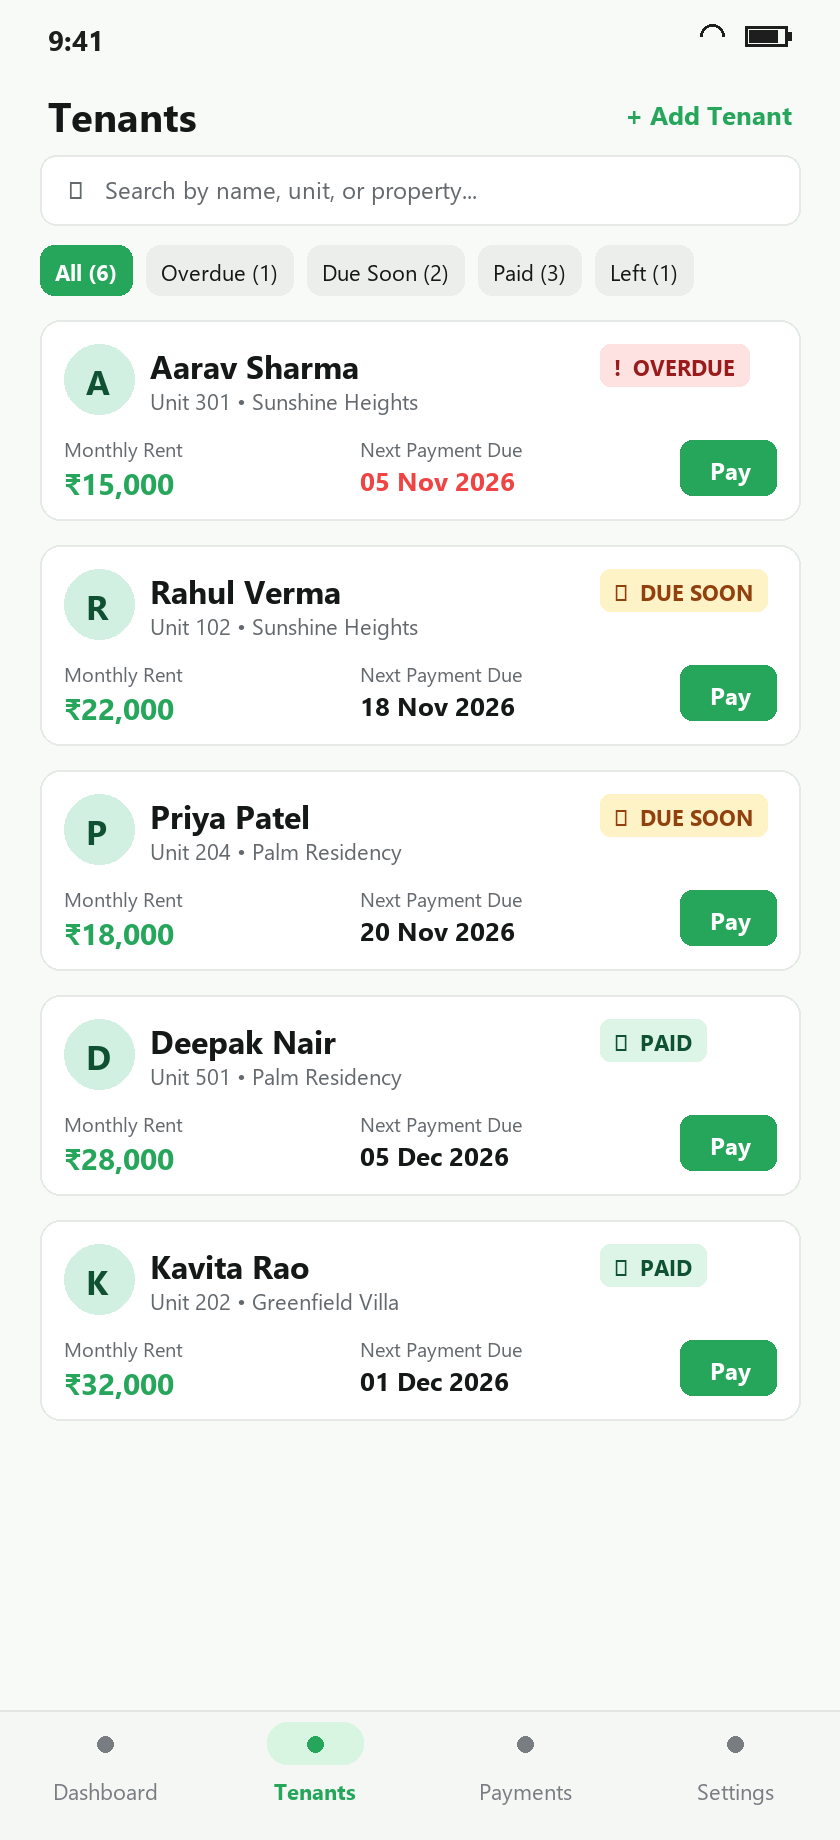 9:41
Tenants
+ Add Tenant
Search by name, unit, or property...
All (6)
Overdue (1)
Due Soon (2)
Paid (3)
Left (1)
A
Aarav Sharma
! OVERDUE
Unit 301 • Sunshine Heights
Monthly Rent
Next Payment Due
₹15,000
05 Nov 2026
Pay
R
Rahul Verma
DUE SOON
Unit 102 • Sunshine Heights
Monthly Rent
Next Payment Due
₹22,000
18 Nov 2026
Pay
P
Priya Patel
DUE SOON
Unit 204 • Palm Residency
Monthly Rent
Next Payment Due
₹18,000
20 Nov 2026
Pay
D
Deepak Nair
PAID
Unit 501 • Palm Residency
Monthly Rent
Next Payment Due
₹28,000
05 Dec 2026
Pay
K
Kavita Rao
PAID
Unit 202 • Greenfield Villa
Monthly Rent
Next Payment Due
₹32,000
01 Dec 2026
Pay
Dashboard
Tenants
Payments
Settings